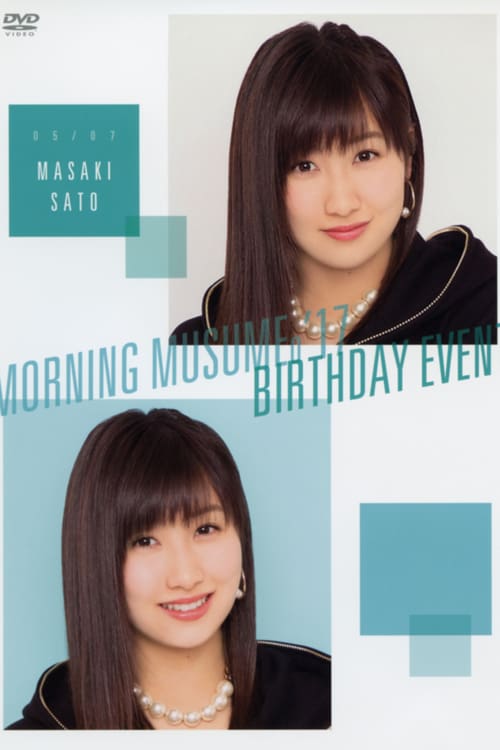 DVD
VIDEO
05/07
MASAKI
SATO
MORNING MUSUME.'17
BIRTHDAY EVENT